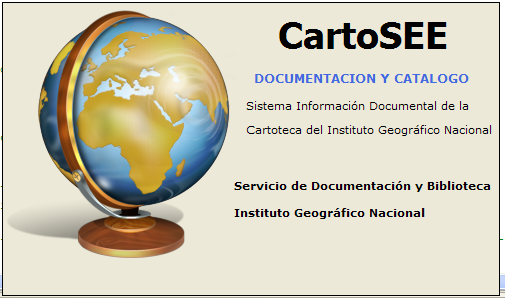 CartoSEE
DOCUMENTACION Y CATALOGO
Sistema Información Documental de la
Cartoteca del Instituto Geográfico Nacional
Servicio de Documentación y Biblioteca
Instituto Geográfico Nacional